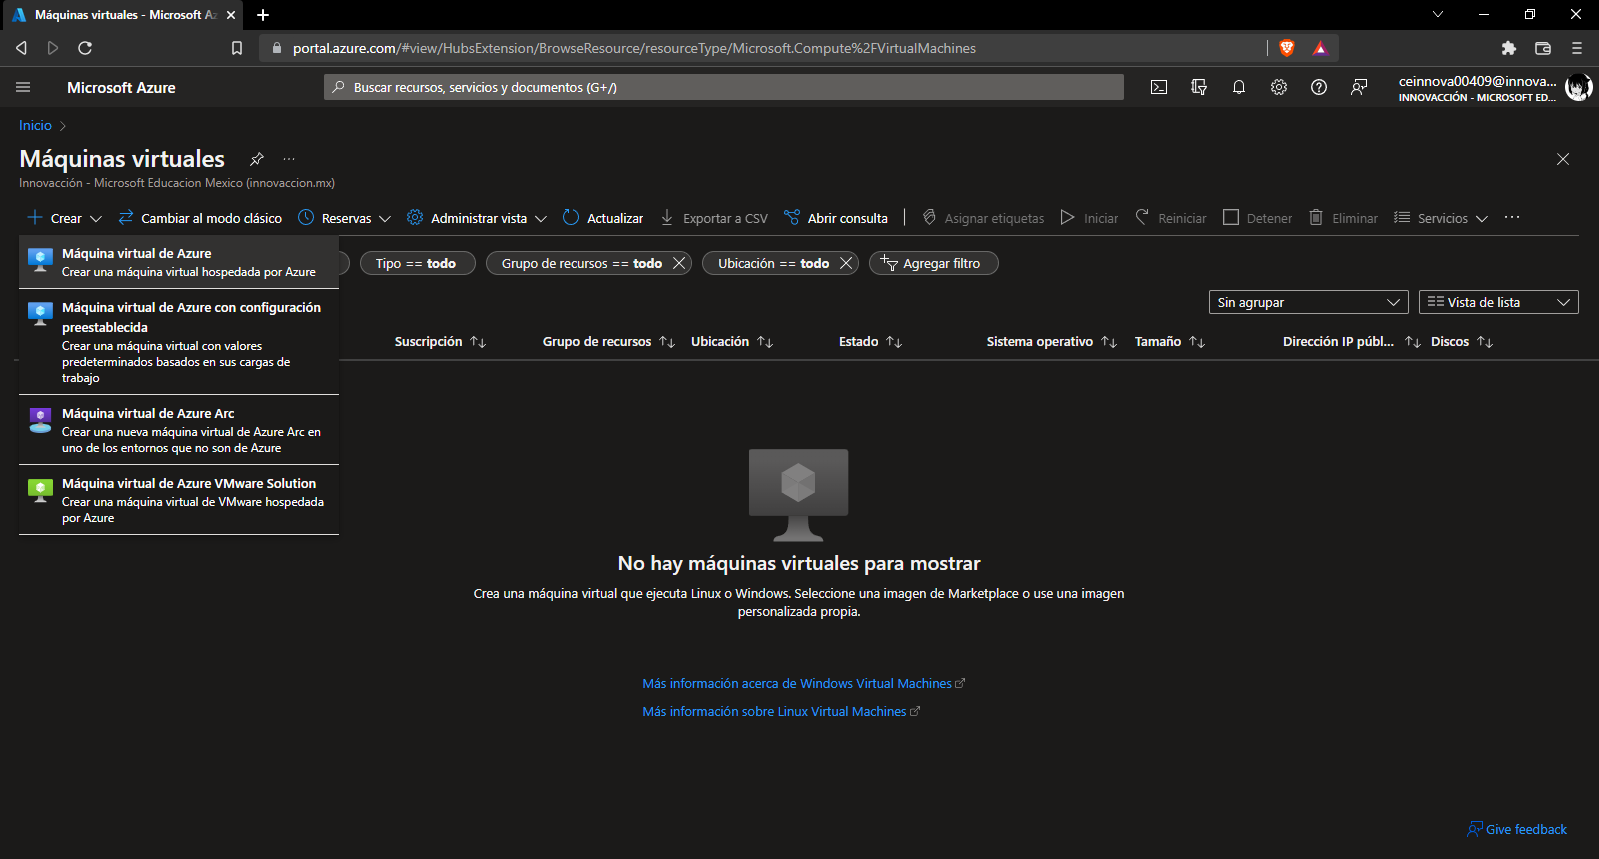 Máquinas virtuales - Microsoft Az
portal.azure.com/#view/HubsExtension/BrowseResource/resourceType/Microsoft.Compute%2FVirtualMachines
Microsoft Azure
Buscar recursos, servicios y documentos (G+/)
ceinnova00409@innova...
INNOVACCIÓN - MICROSOFT ED...
Inicio
Máquinas virtuales
Innovacción - Microsoft Educacion Mexico (innovaccion.mx)
Crear
Cambiar al modo clásico
Reservas
Administrar vista
Actualizar
Exportar a CSV
Abrir consulta
Asignar etiquetas
Iniciar
Reiniciar
Detener
Eliminar
Servicios
Máquina virtual de Azure
Crear una máquina virtual hospedada por Azure
Máquina virtual de Azure con configuración
preestablecida
Crear una máquina virtual con valores
predeterminados basados en sus cargas de
trabajo
Máquina virtual de Azure Arc
Crear una nueva máquina virtual de Azure Arc en
uno de los entornos que no son de Azure
Máquina virtual de Azure VMware Solution
Crear una máquina virtual de VMware hospedada
por Azure
Tipo == todo
Grupo de recursos == todo
Ubicación == todo
Agregar filtro
Sin agrupar
Vista de lista
Suscripción
Grupo de recursos
Ubicación
Estado
Sistema operativo
Tamaño
Dirección IP públ...
Discos
No hay máquinas virtuales para mostrar
Crea una máquina virtual que ejecuta Linux o Windows. Seleccione una imagen de Marketplace o use una imagen
personalizada propia.
Más información acerca de Windows Virtual Machines
Más información sobre Linux Virtual Machines
Give feedback